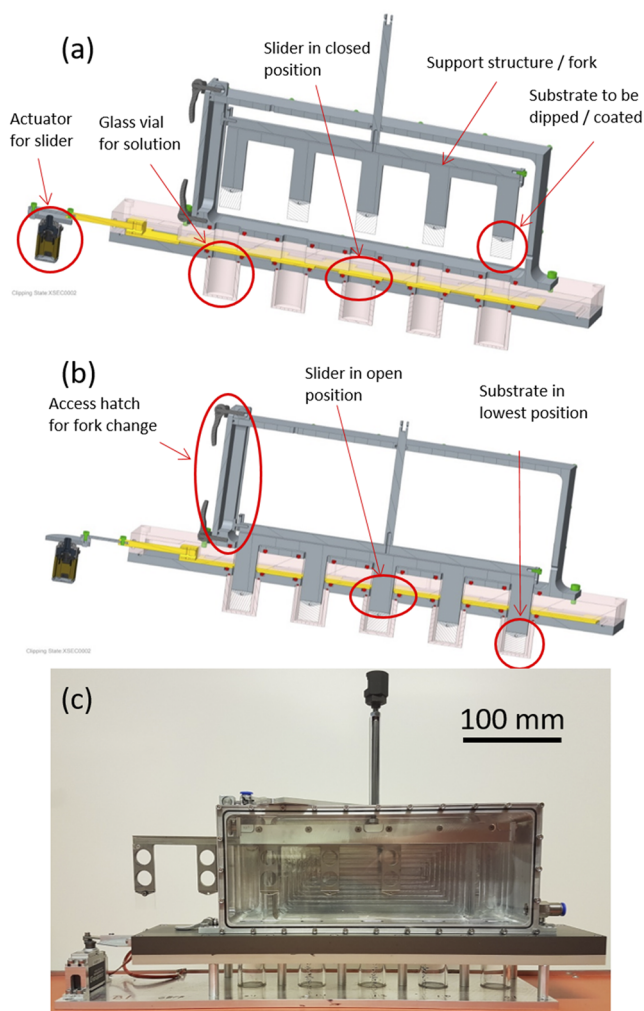 (a)
Slider in closed
position
Support structure / fork
Substrate to be
dipped / coated
Actuator
for slider
Glass vial
for solution
Clipping State: XSEC0002
(b)
Slider in open
position
Substrate in
lowest position
Access hatch
for fork change
Clipping State: XSEC0002
(c)
100 mm